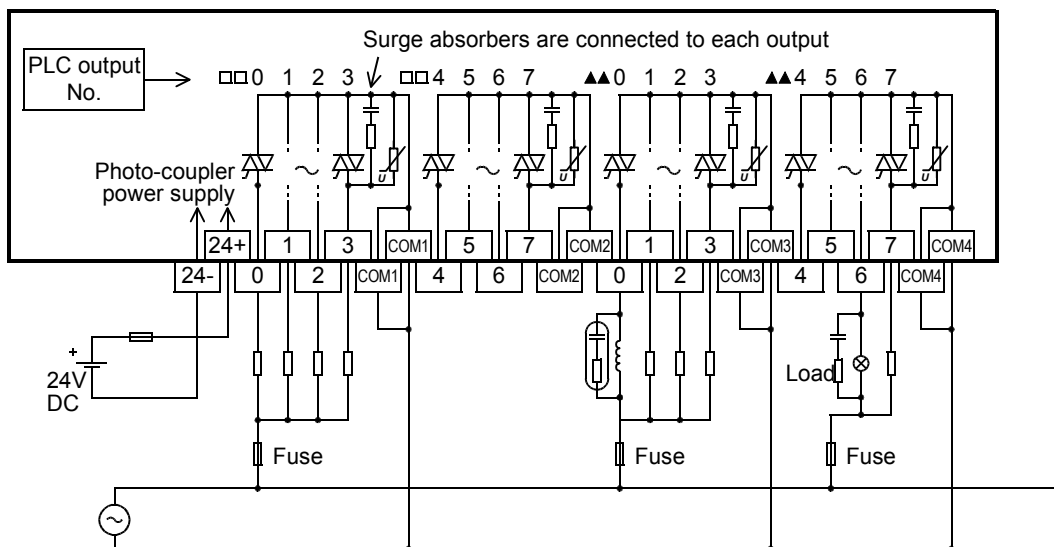 Surge absorbers are connected to each output
PLC output
No.
□□0 1 2 3 □□4 5 6 7 ▲▲0 1 2 3 ▲▲4 5 6 7
U U U U
Photo-coupler
power supply
24+ 1 3 COM1 5 7 COM2 1 3 COM3 5 7 COM4
24- 0 2 COM1 4 6 COM2 0 2 COM3 4 6 COM4
+
24V
DC
Load
Fuse Fuse Fuse